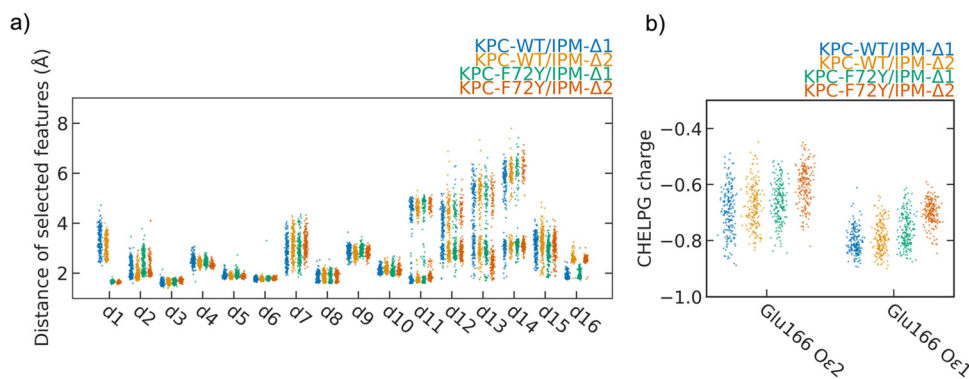 a)
KPC-WT/IPM-Δ1
KPC-WT/IPM-Δ2
KPC-F72Y/IPM-Δ1
KPC-F72Y/IPM-Δ2
Distance of selected features (Å)
8
6
4
2
d1 d2 d3 d4 d5 d6 d7 d8 d9 d10 d11 d12 d13 d14 d15 d16
b)
KPC-WT/IPM-Δ1
KPC-WT/IPM-Δ2
KPC-F72Y/IPM-Δ1
KPC-F72Y/IPM-Δ2
CHELPG charge
−0.4
−0.6
−0.8
−1.0
Glu166 Oε2
Glu166 Oε1